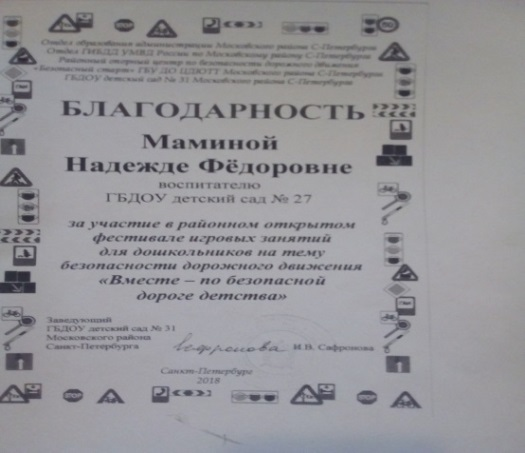 Отдел образования администрации Московского района С-Петербурга
Отдел ГИБДД УМВД России по Московскому району С-Петербурга
Районный опорный центр по безопасности дорожного движения
«Безопасный старт» ГБУ ДО ЦДЮТТ Московского района С-Петербурга
ГБДОУ детский сад № 31 Московского района С-Петербурга
БЛАГОДАРНОСТЬ
Маминой
Надежде Фёдоровне
воспитателю
ГБДОУ детский сад № 27
за участие в районном открытом
фестивале игровых занятий
для дошкольников на тему
безопасности дорожного движения
«Вместе – по безопасной
дороге детства»
Заведующий
ГБДОУ детский сад № 31
Московского района
Санкт-Петербурга
Сафронова И.В. Сафронова
Санкт-Петербург
2018
STOP STOP